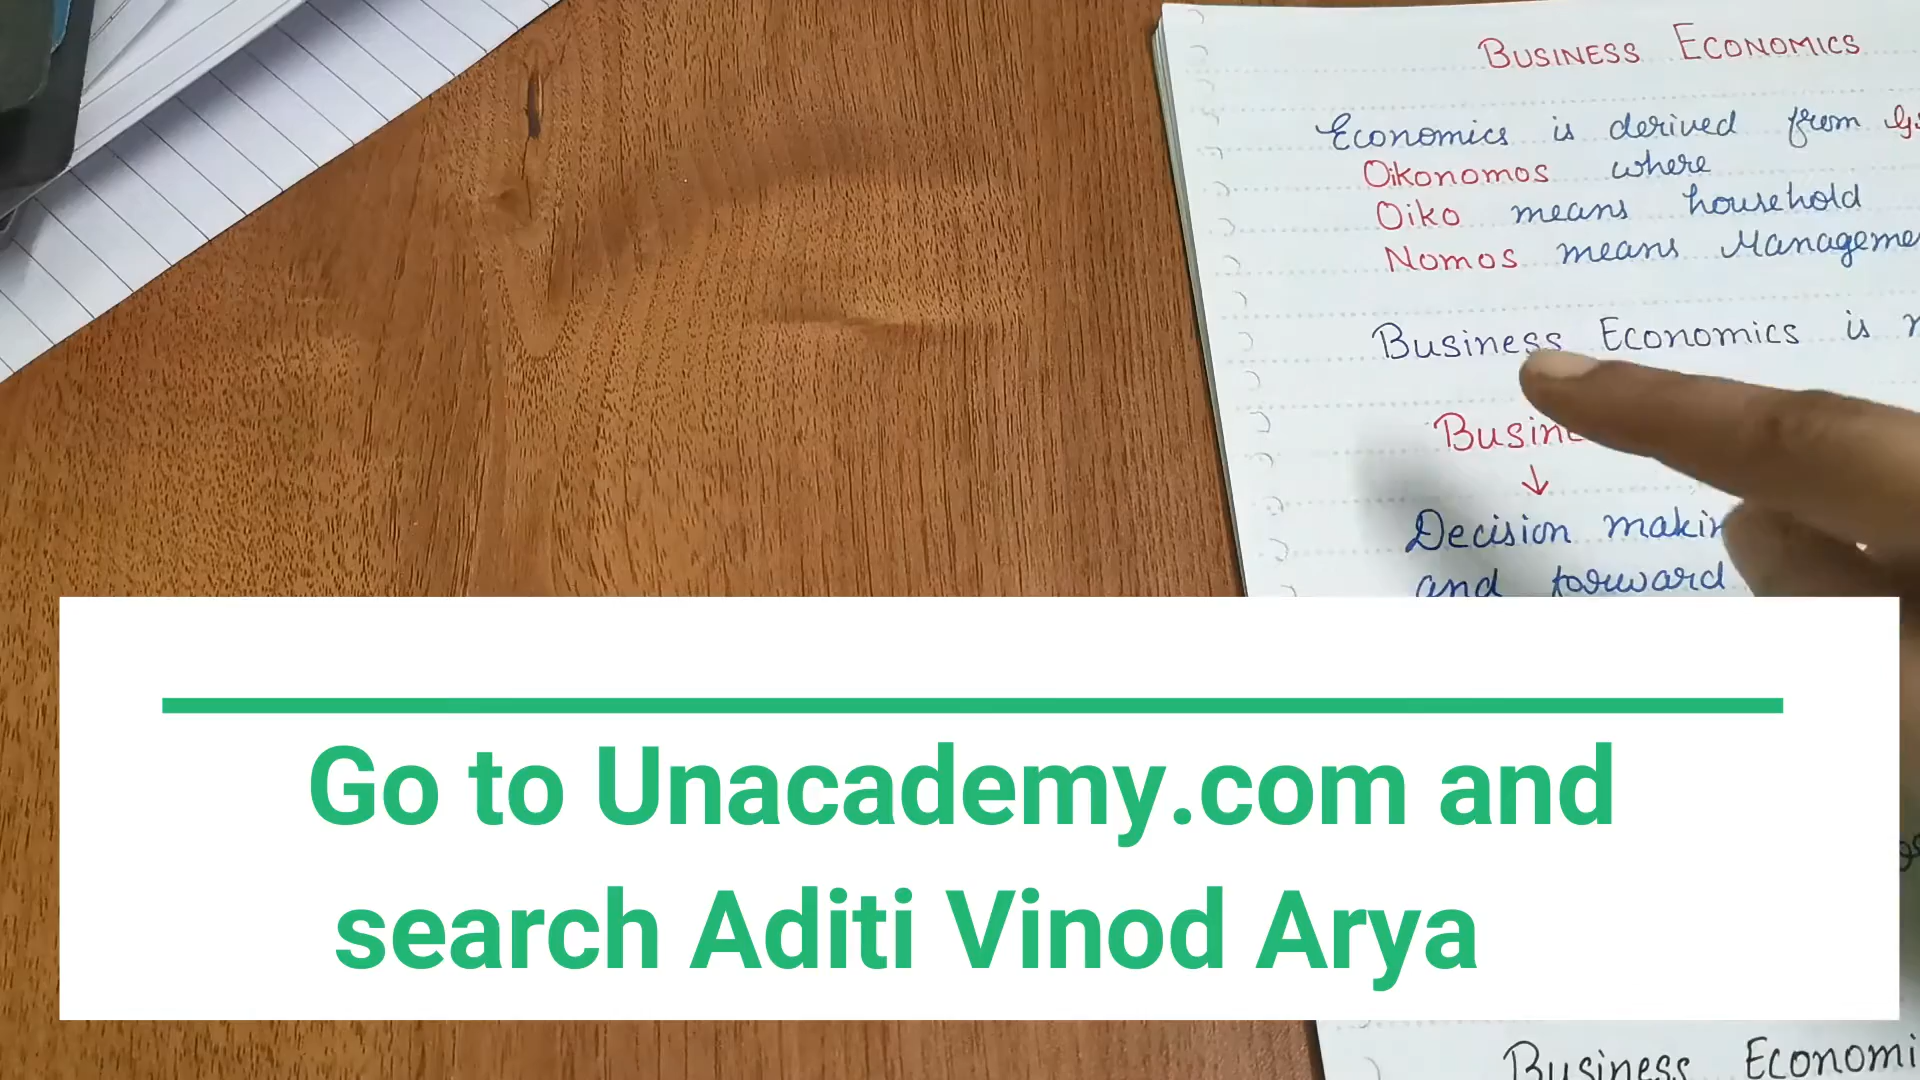 BUSINESS ECONOMICS
Economics is derived from
Oikonomos where
Oiko means household
Nomos means
Business Economics is
↓
Decision
and forward
Go to Unacademy.com and
search Aditi Vinod Arya
Business